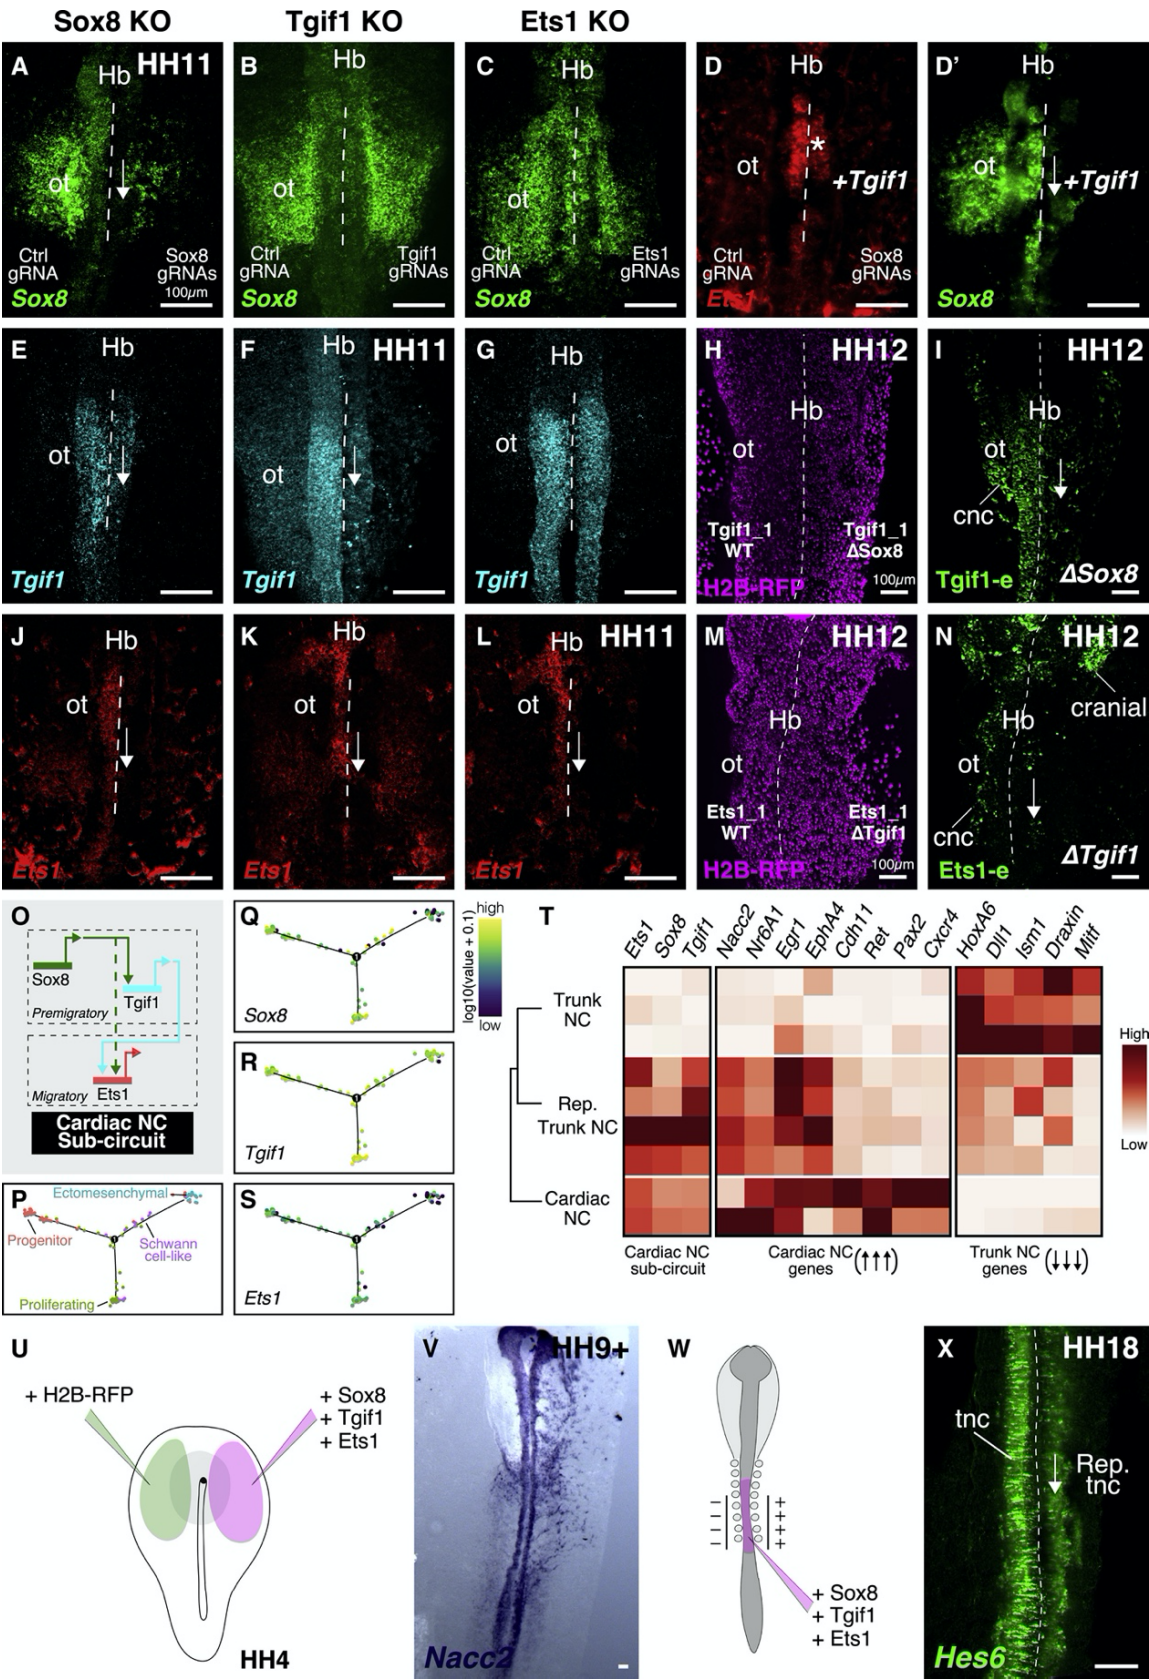 Sox8 KO
Tgif1 KO
Ets1 KO
A
Hb
HH11
ot
Ctrl
gRNA
Sox8
gRNAs
100μm
Sox8
B
Hb
ot
Ctrl
gRNA
Tgif1
gRNAs
Sox8
C
Hb
ot
Ctrl
gRNA
Ets1
gRNAs
Sox8
D
Hb
*
ot
+Tgif1
Ctrl
gRNA
Sox8
gRNAs
Ets1
D’
Hb
ot
+Tgif1
Sox8
E
Hb
ot
Tgif1
F
Hb
HH11
ot
Tgif1
G
Hb
ot
Tgif1
H
HH12
Hb
ot
Tgif1_1
WT
Tgif1_1
ΔSox8
H2B-RFP
100μm
I
HH12
Hb
ot
cnc
Tgif1-e
ΔSox8
J
Hb
ot
Ets1
K
Hb
ot
Ets1
L
Hb
HH11
ot
Ets1
M
HH12
Hb
ot
Ets1_1
WT
Ets1_1
ΔTgif1
H2B-RFP
100μm
N
HH12
cranial
Hb
ot
cnc
Ets1-e
ΔTgif1
O
Sox8
Tgif1
Premigratory
Ets1
Migratory
Cardiac NC
Sub-circuit
P
Ectomesenchymal
1
Progenitor
Schwann
cell-like
Proliferating
Q
1
Sox8
high
log10(value + 0.1)
low
R
1
Tgif1
S
1
Ets1
T
Ets1
Sox8
Tgif1
Nacc2
Nr6A1
Egr1
EphA4
Cdh11
Ret
Pax2
Cxcr4
HoxA6
Dll1
Ism1
Draxin
Mitf
Trunk
NC
Rep.
Trunk NC
Cardiac
NC
High
Low
Cardiac NC
sub-circuit
Cardiac NC
genes (↑↑↑)
Trunk NC
genes (↓↓↓)
U
+ H2B-RFP
+ Sox8
+ Tgif1
+ Ets1
HH4
V
HH9+
Nacc2
W
− +
− +
− +
− +
+ Sox8
+ Tgif1
+ Ets1
X
HH18
tnc
Rep.
tnc
Hes6